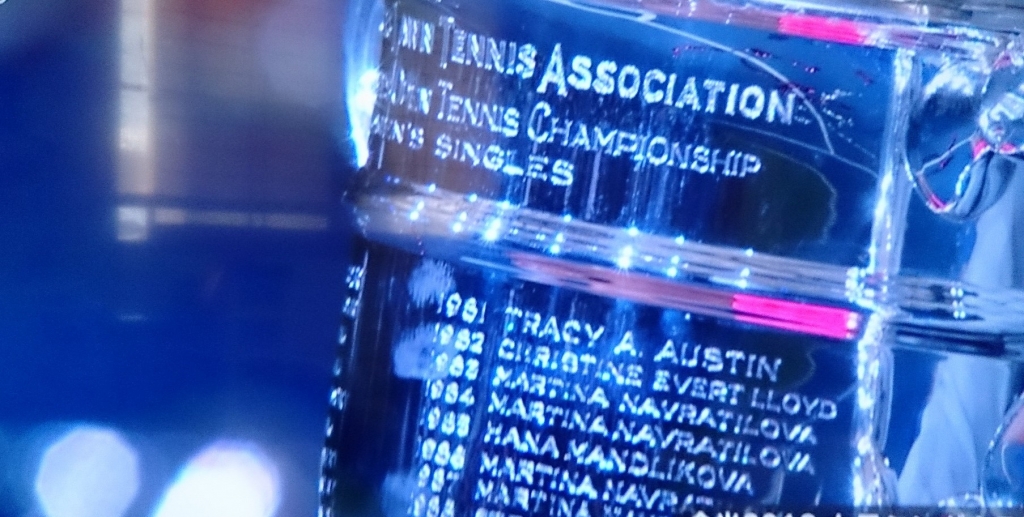 TENNIS ASSOCIATION
TENNIS CHAMPIONSHIP
SINGLES
1981 TRACY A. AUSTIN
1982 CHRISTINE EVERT LLOYD
1983 MARTINA NAVRATILOVA
1984 MARTINA NAVRATILOVA
1985 HANA MANDLIKOVA
1986 MARTINA
MARTINA